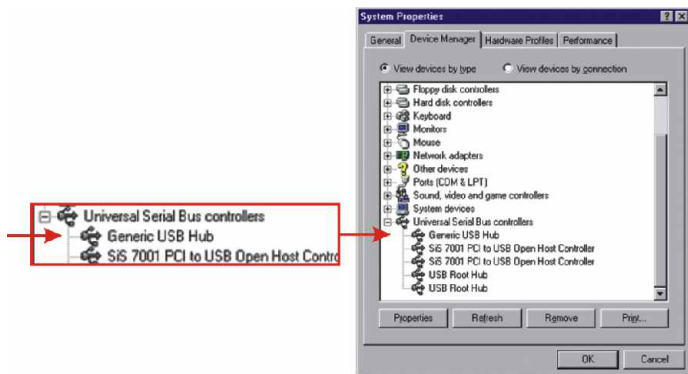 Universal Serial Bus controllers
Generic USB Hub
SiS 7001 PCI to USB Open Host Contro
System Properties
General
Device Manager
Hardware Profiles
Performance
View devices by type
View devices by connection
Floppy disk controllers
Hard disk controllers
Keyboard
Monitors
Mouse
Network adapters
Other devices
Ports (COM & LPT)
Sound, video and game controllers
System devices
Universal Serial Bus controllers
Generic USB Hub
SiS 7001 PCI to USB Open Host Controller
SiS 7001 PCI to USB Open Host Controller
USB Root Hub
USB Root Hub
Properties
Refresh
Remove
Print...
OK
Cancel